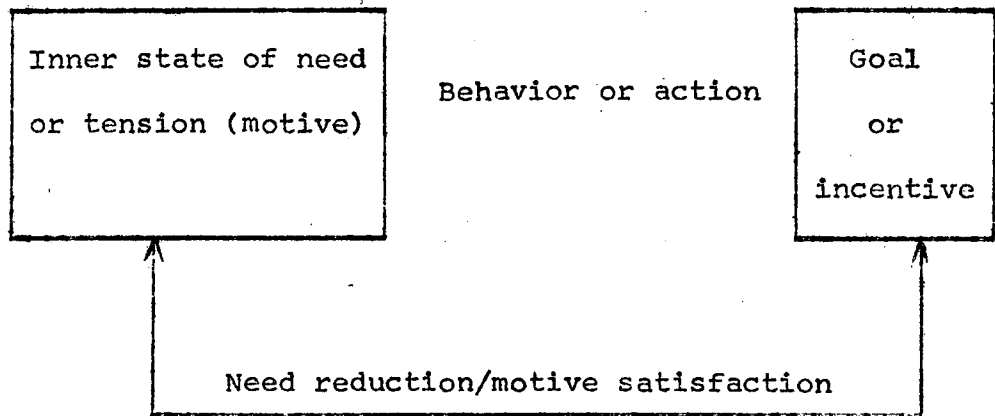 Inner state of need
or tension (motive)
Behavior or action
Goal
or
incentive
Need reduction/motive satisfaction